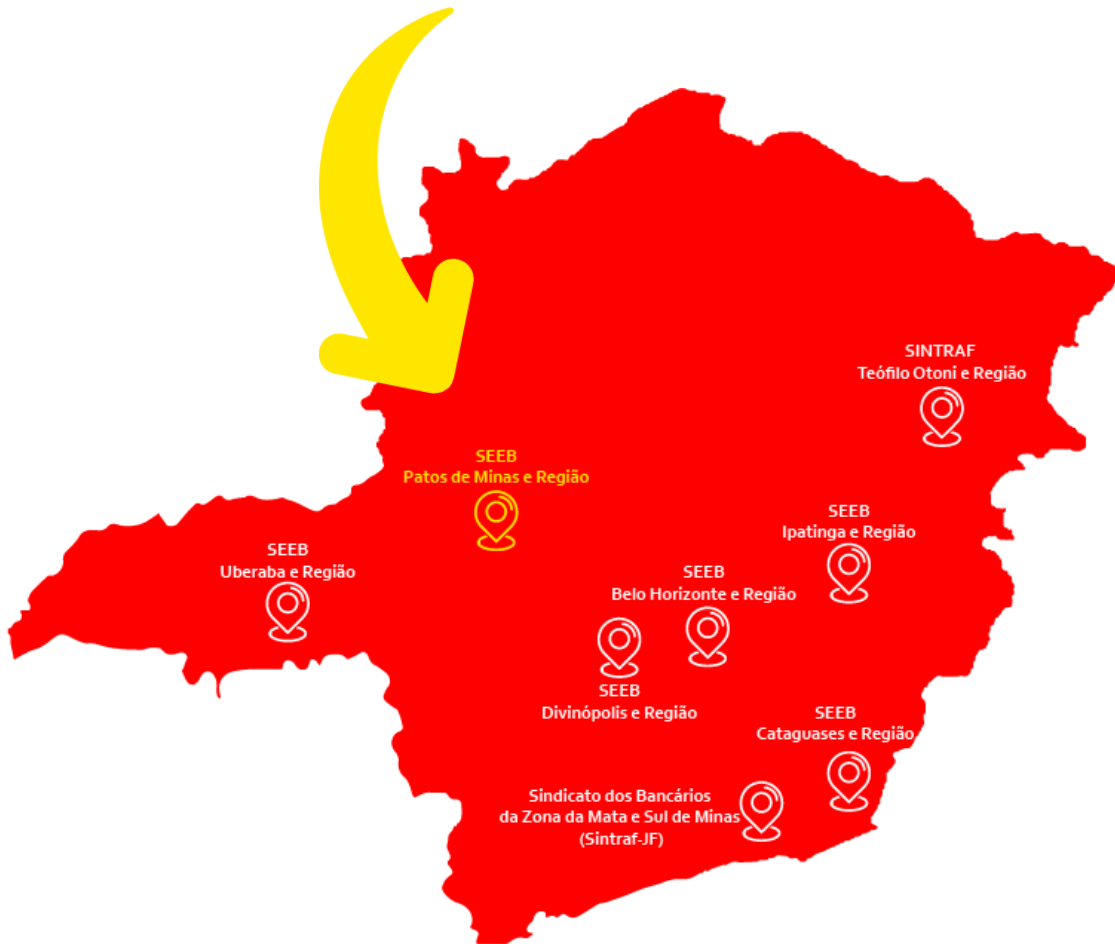 SINTRAF
Teófilo Otoni e Região
SEEB
Patos de Minas e Região
SEEB
Ipatinga e Região
SEEB
Uberaba e Região
SEEB
Belo Horizonte e Região
SEEB
Divinópolis e Região
SEEB
Cataguases e Região
Sindicato dos Bancários
da Zona da Mata e Sul de Minas
(Sintraf-JF)